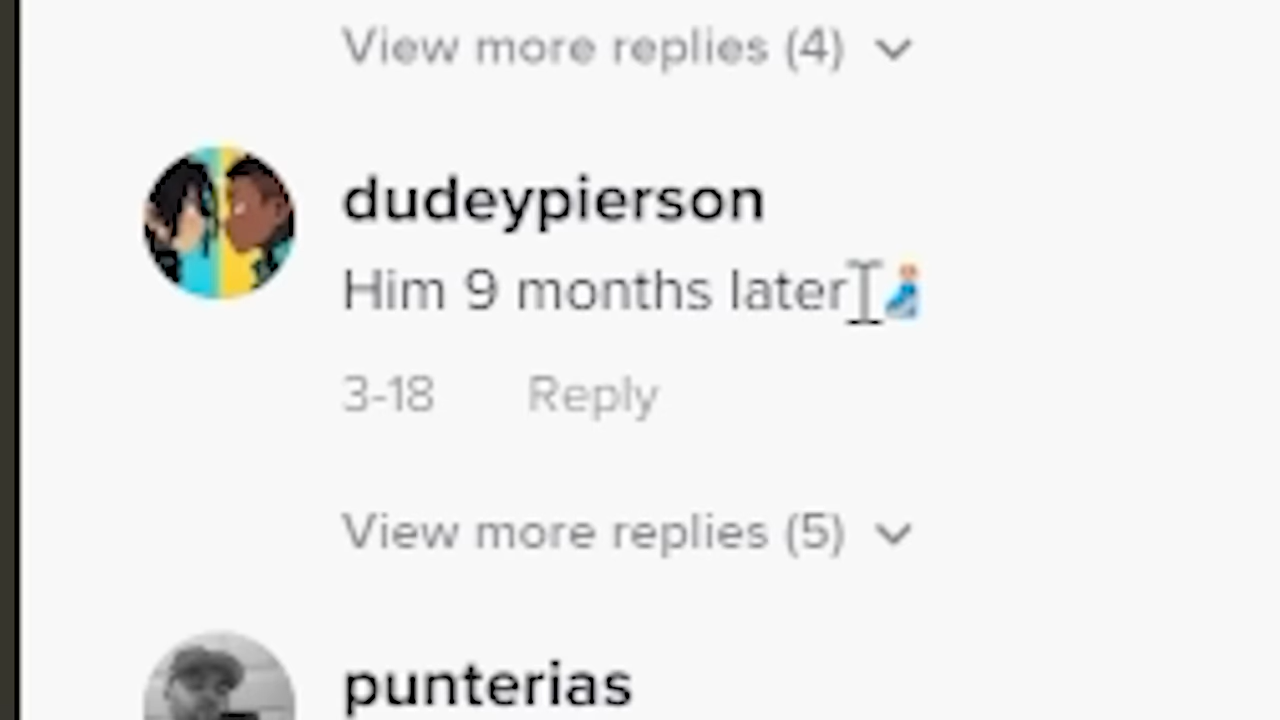 View more replies (4)
dudeypierson
Him 9 months later
3-18 Reply
View more replies (5)
punterias